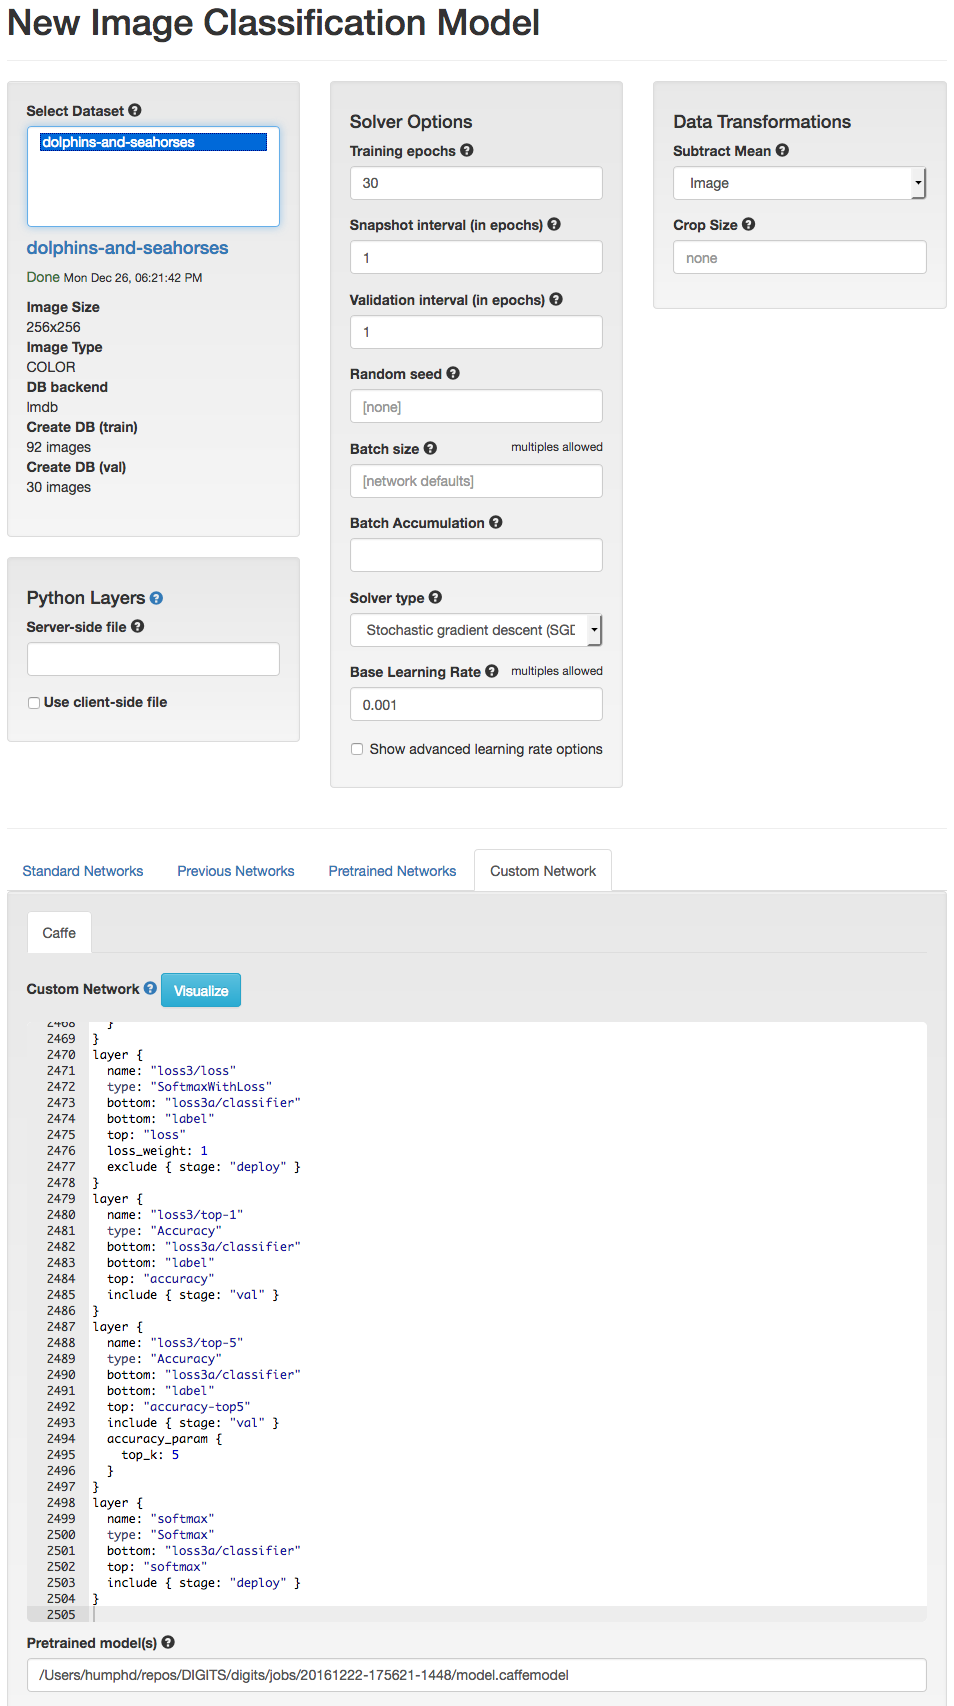 New Image Classification Model
Select Dataset
dolphins-and-seahorses
dolphins-and-seahorses
Done Mon Dec 26, 06:21:42 PM
Image Size
256x256
Image Type
COLOR
DB backend
lmdb
Create DB (train)
92 images
Create DB (val)
30 images
Python Layers
Server-side file
Use client-side file
Solver Options
Training epochs
30
Snapshot interval (in epochs)
1
Validation interval (in epochs)
1
Random seed
[none]
Batch size multiples allowed
[network defaults]
Batch Accumulation
Solver type
Stochastic gradient descent (SGD
Base Learning Rate multiples allowed
0.001
Show advanced learning rate options
Data Transformations
Subtract Mean
Image
Crop Size
none
Standard Networks Previous Networks Pretrained Networks Custom Network
Caffe
Custom Network Visualize
2468 }
2469 }
2470 layer {
2471 name: "loss3/loss"
2472 type: "SoftmaxWithLoss"
2473 bottom: "loss3a/classifier"
2474 bottom: "label"
2475 top: "loss"
2476 loss_weight: 1
2477 exclude { stage: "deploy" }
2478 }
2479 layer {
2480 name: "loss3/top-1"
2481 type: "Accuracy"
2482 bottom: "loss3a/classifier"
2483 bottom: "label"
2484 top: "accuracy"
2485 include { stage: "val" }
2486 }
2487 layer {
2488 name: "loss3/top-5"
2489 type: "Accuracy"
2490 bottom: "loss3a/classifier"
2491 bottom: "label"
2492 top: "accuracy-top5"
2493 include { stage: "val" }
2494 accuracy_param {
2495 top_k: 5
2496 }
2497 }
2498 layer {
2499 name: "softmax"
2500 type: "Softmax"
2501 bottom: "loss3a/classifier"
2502 top: "softmax"
2503 include { stage: "deploy" }
2504 }
2505
Pretrained model(s)
/Users/humphd/repos/DIGITS/digits/jobs/20161222-175621-1448/model.caffemodel